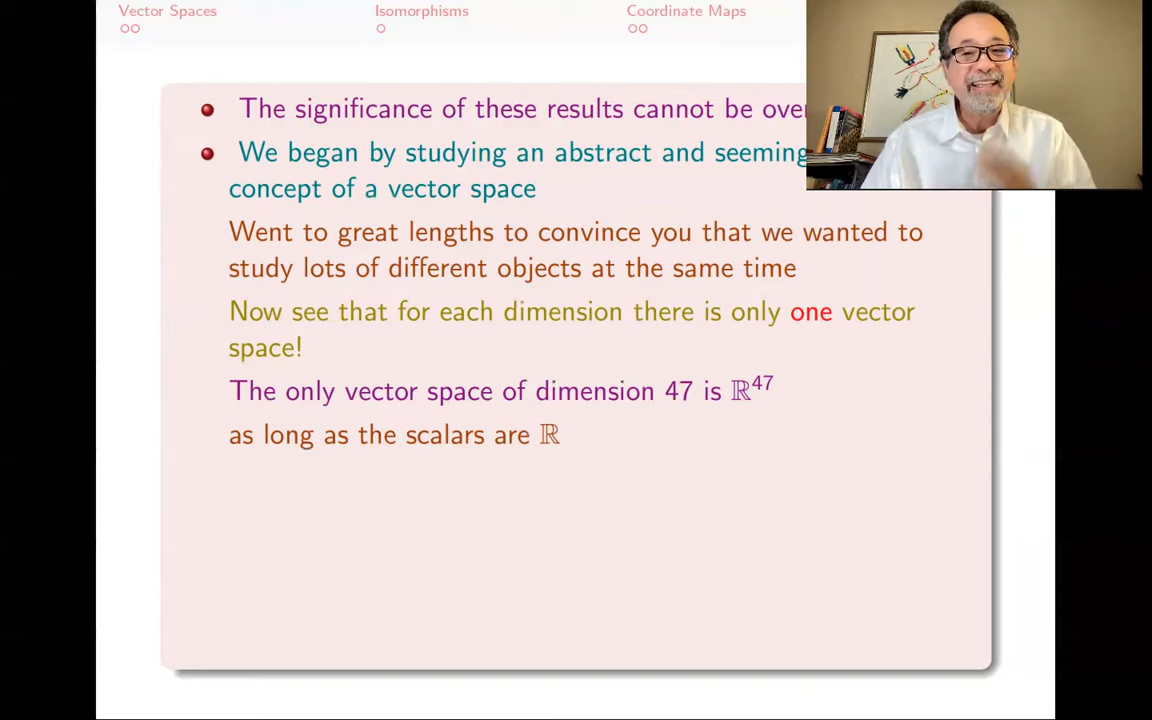 Vector Spaces
Isomorphisms
Coordinate Maps
The significance of these results cannot be
We began by studying an abstract and
concept of a vector space
Went to great lengths to convince you that we wanted to
study lots of different objects at the same time
Now see that for each dimension there is only one vector
space!
The only vector space of dimension 47 is ℝ⁴⁷
as long as the scalars are ℝ